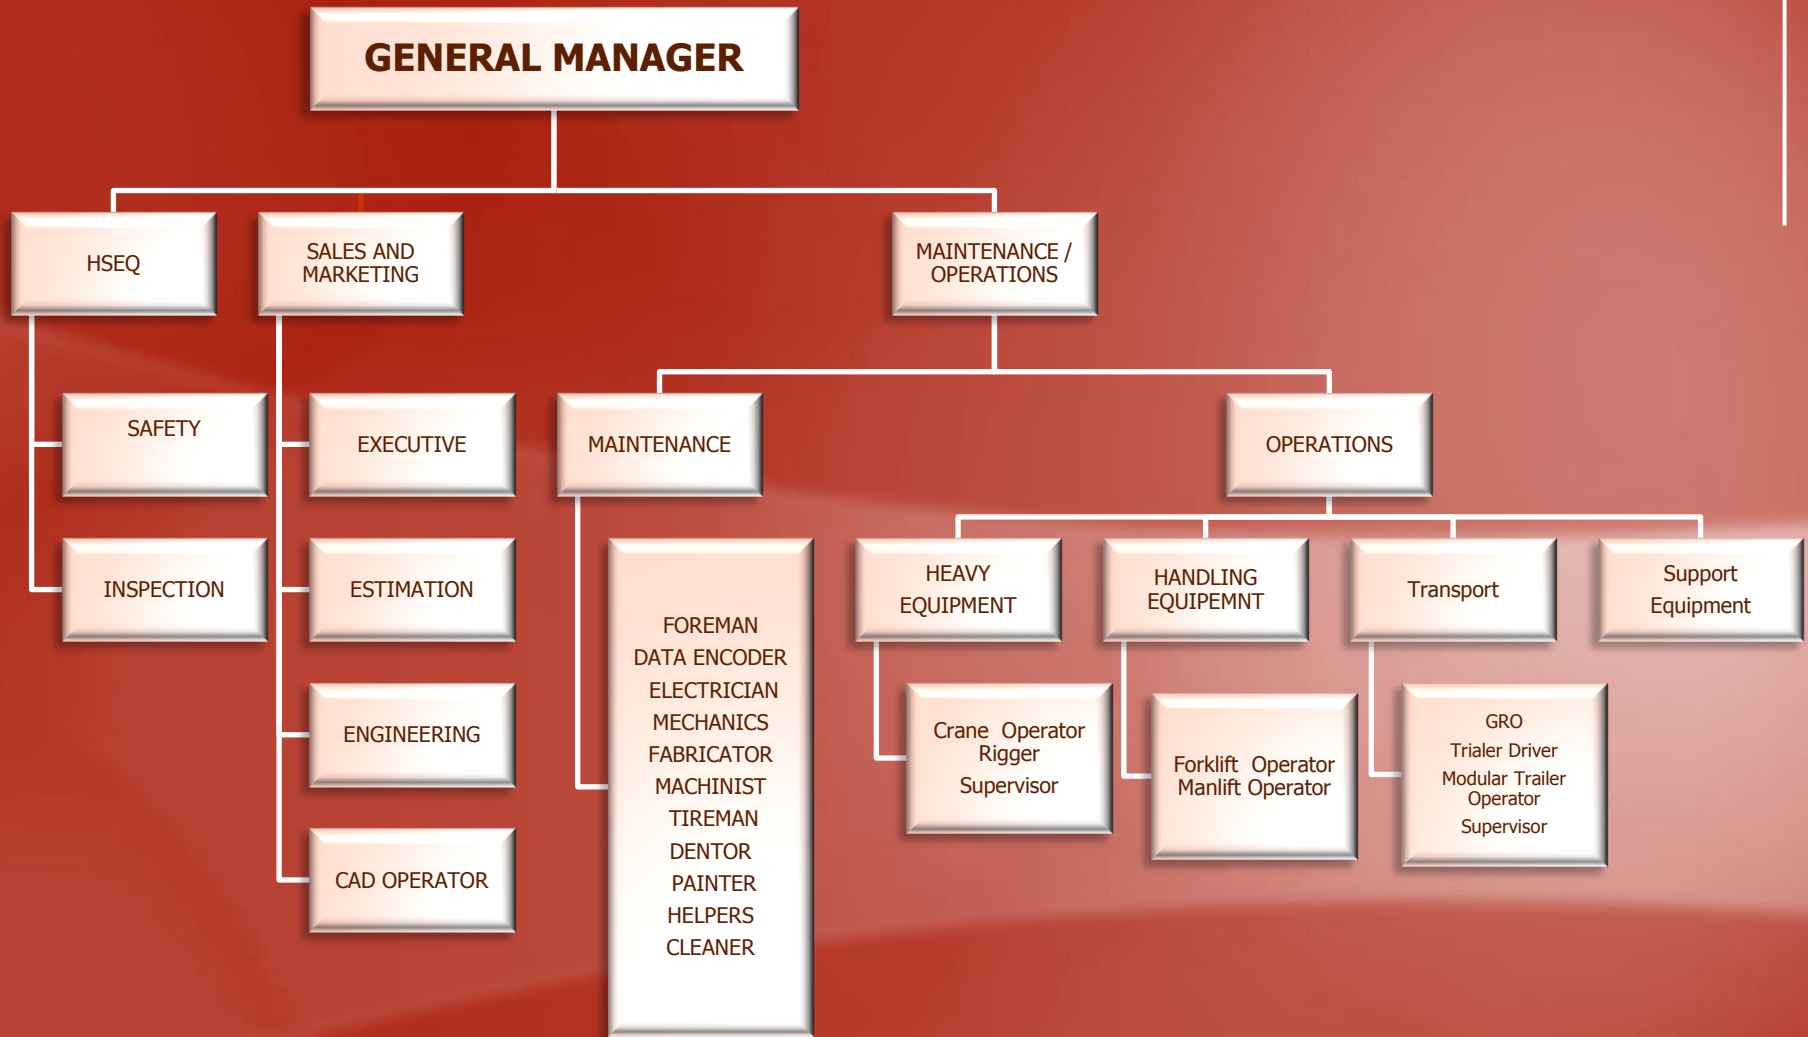 GENERAL MANAGER
HSEQ
SALES AND
MARKETING
MAINTENANCE /
OPERATIONS
SAFETY
EXECUTIVE
MAINTENANCE
OPERATIONS
INSPECTION
ESTIMATION
ENGINEERING
CAD OPERATOR
FOREMAN
DATA ENCODER
ELECTRICIAN
MECHANICS
FABRICATOR
MACHINIST
TIREMAN
DENTOR
PAINTER
HELPERS
CLEANER
HEAVY
EQUIPMENT
HANDLING
EQUIPEMNT
Transport
Support
Equipment
Crane Operator
Rigger
Supervisor
Forklift Operator
Manlift Operator
GRO
Trialer Driver
Modular Trailer
Operator
Supervisor